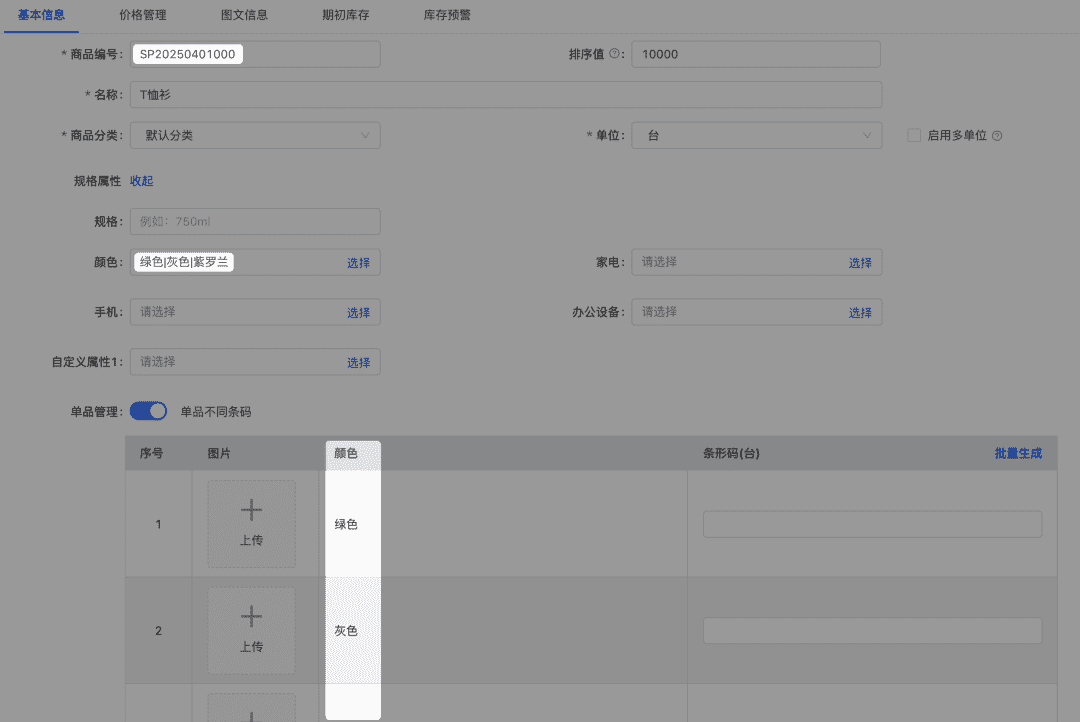 基本信息 价格管理 图文信息 期初库存 库存预警
* 商品编号: SP20250401000 排序值 ?: 10000
* 名称: T恤衫
* 商品分类: 默认分类 * 单位: 台 启用多单位 ?
规格属性 收起
规格: 例如: 750ml
颜色: 绿色|灰色|紫罗兰 选择 家电: 请选择 选择
手机: 请选择 选择 办公设备: 请选择 选择
自定义属性1: 请选择 选择
单品管理: 单品不同条码
序号 图片 颜色 条形码(台) 批量生成
1 上传 绿色
2 上传 灰色